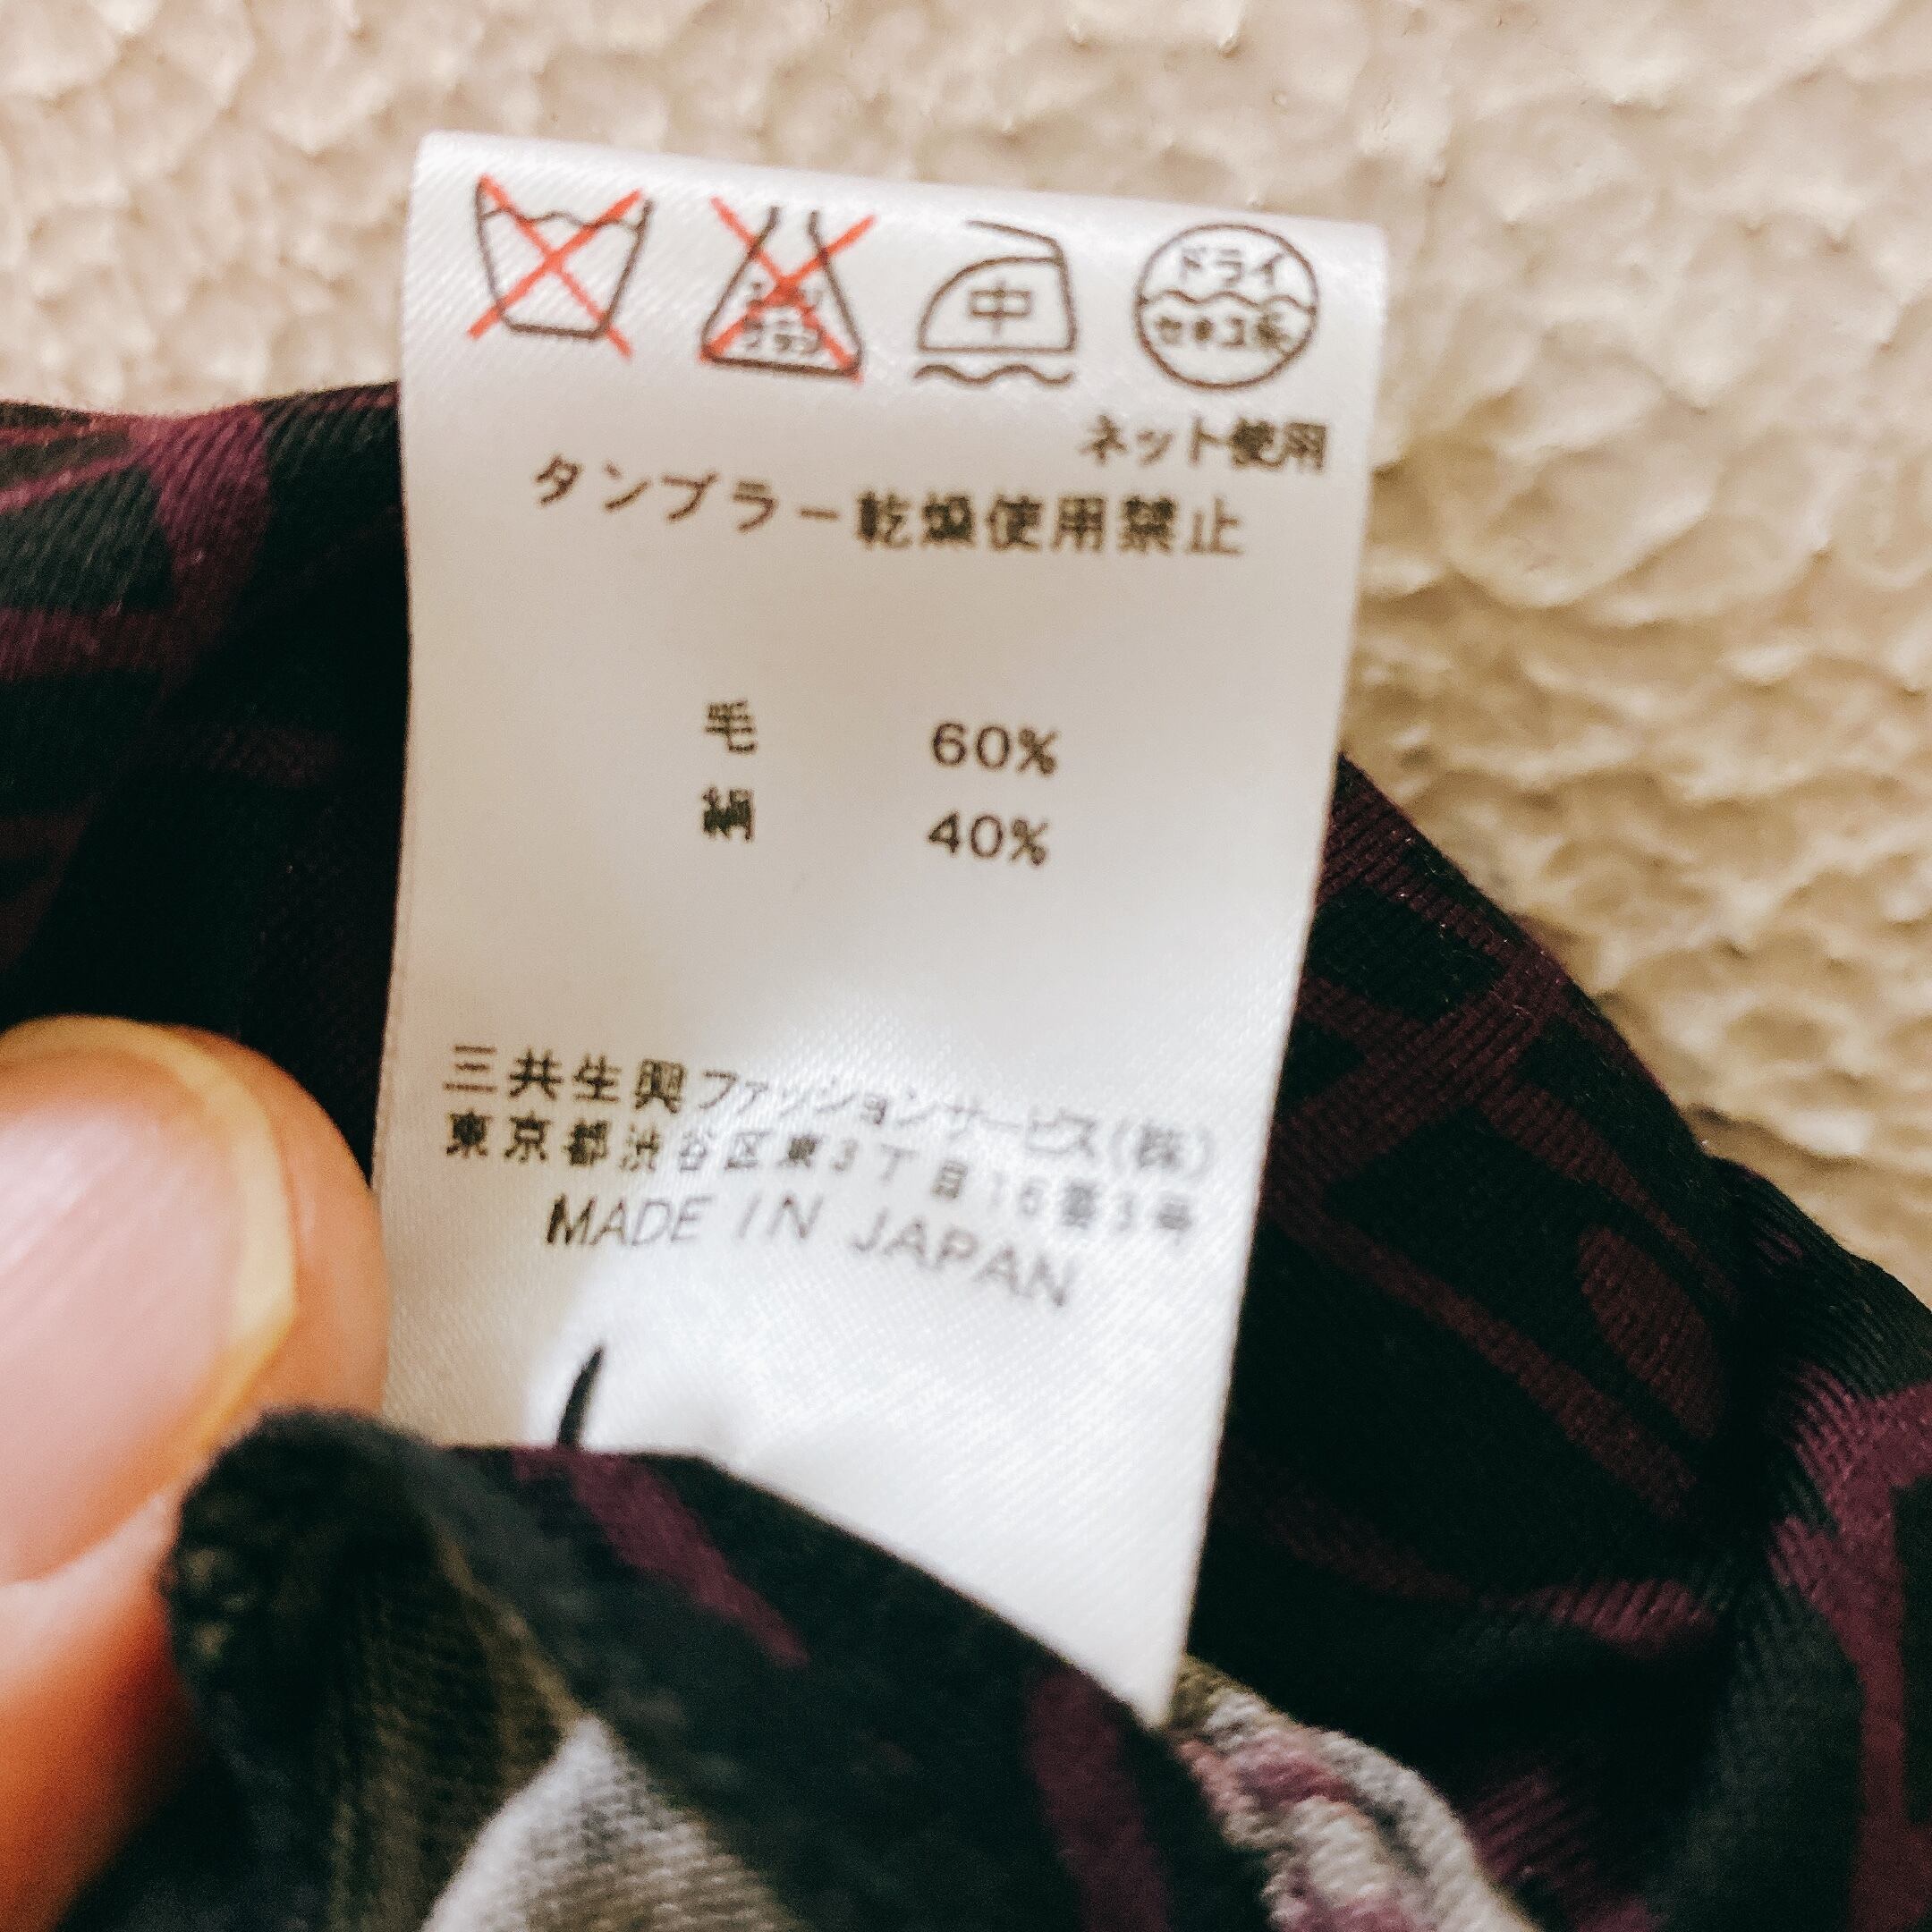 中
ドライ
セキユ系
ネット使用
タンブラー乾燥使用禁止
毛 60%
絹 40%
三共生興ファッションサービス(株)
東京都渋谷区東3丁目16番3号
MADE IN JAPAN